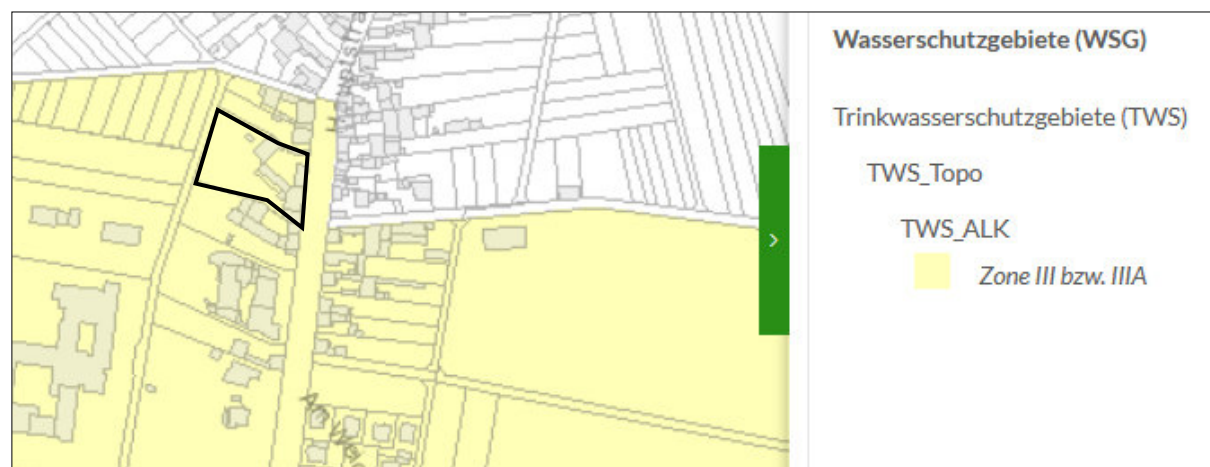 Wasserschutzgebiete (WSG)
Trinkwasserschutzgebiete (TWS)
TWS_Topo
TWS_ALK
Zone III bzw. IIIA